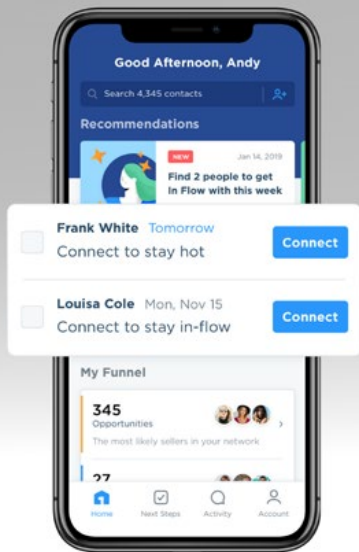 Good Afternoon, Andy
Search 4,345 contacts
Recommendations
NEW Jan 14, 2019
Find 2 people to get
In Flow with this week
Frank White Tomorrow
Connect to stay hot
Connect
Louisa Cole Mon, Nov 15
Connect to stay in-flow
Connect
My Funnel
345
Opportunities
The most likely sellers in your network
27
Home Next Steps Activity Account